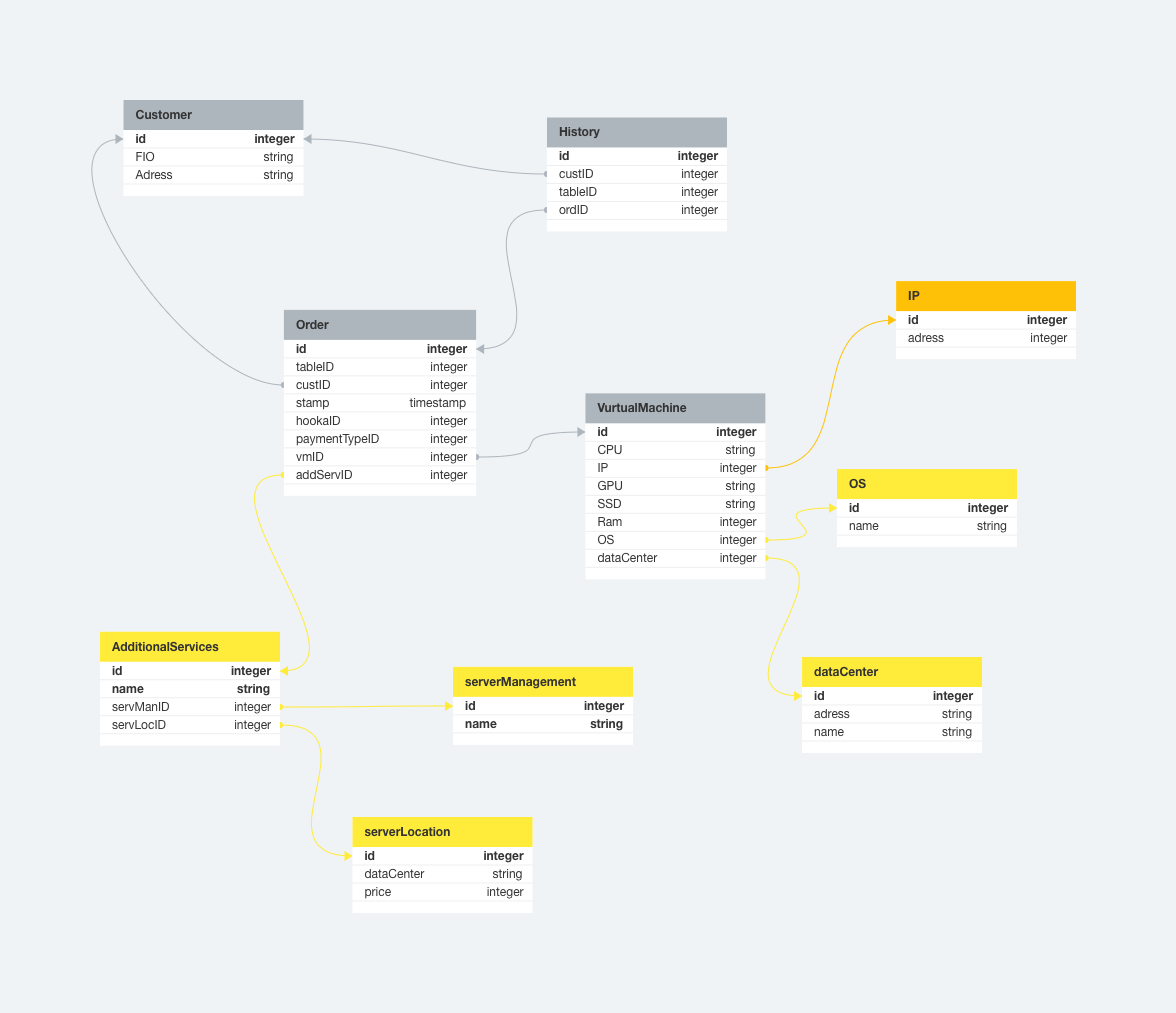 Customer
id integer
FIO string
Adress string
History
id integer
custID integer
tableID integer
ordID integer
IP
id integer
adress integer
Order
id integer
tableID integer
custID integer
stamp timestamp
hookaID integer
paymentTypeID integer
vmID integer
addServID integer
VurtualMachine
id integer
CPU string
IP integer
GPU string
SSD string
Ram integer
OS integer
dataCenter integer
OS
id integer
name string
AdditionalServices
id integer
name string
servManID integer
servLocID integer
serverManagement
id integer
name string
dataCenter
id integer
adress string
name string
serverLocation
id integer
dataCenter string
price integer